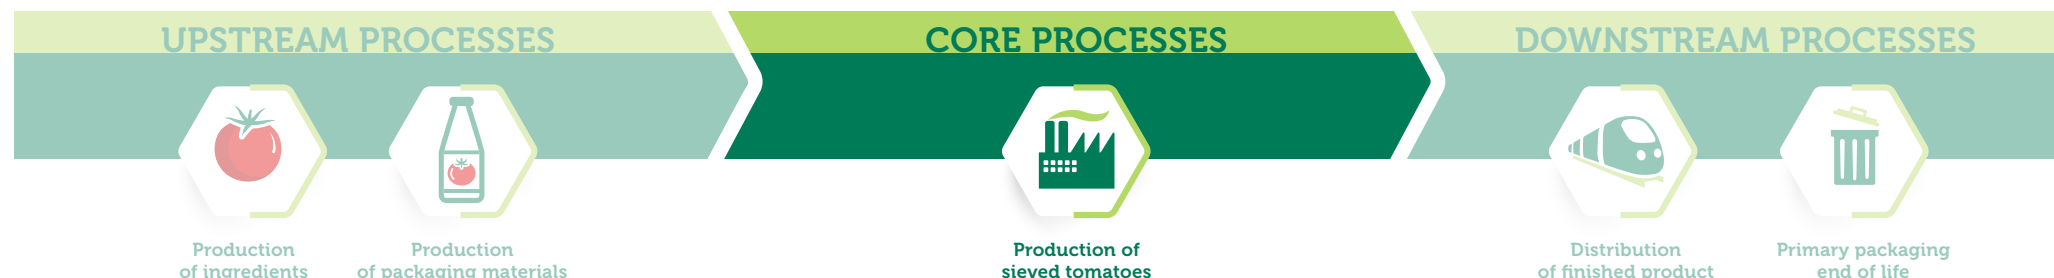 UPSTREAM PROCESSES
CORE PROCESSES
DOWNSTREAM PROCESSES
Production
of ingredients
Production
of packaging materials
Production of
sieved tomatoes
Distribution
of finished product
Primary packaging
end of life